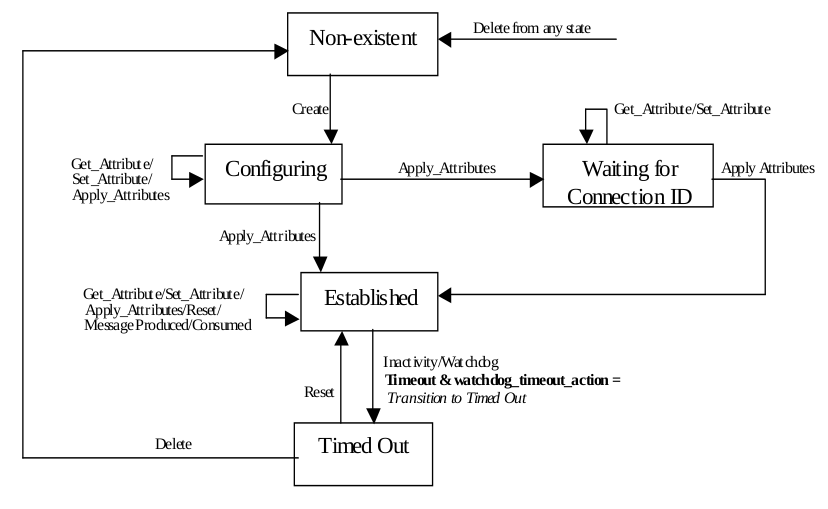 Non-existent
Delete from any state
Create
Get_Attribute/Set_Attribute
Get_Attribute/
Set_Attribute/
Apply_Attributes
Configuring
Apply_Attributes
Waiting for
Connection ID
Apply Attributes
Apply_Attributes
Get_Attribute/Set_Attribute/
Apply_Attributes/Reset/
Message Produced/Consumed
Established
Inactivity/Watchdog
Timeout & watchdog_timeout_action =
Transition to Timed Out
Reset
Delete
Timed Out